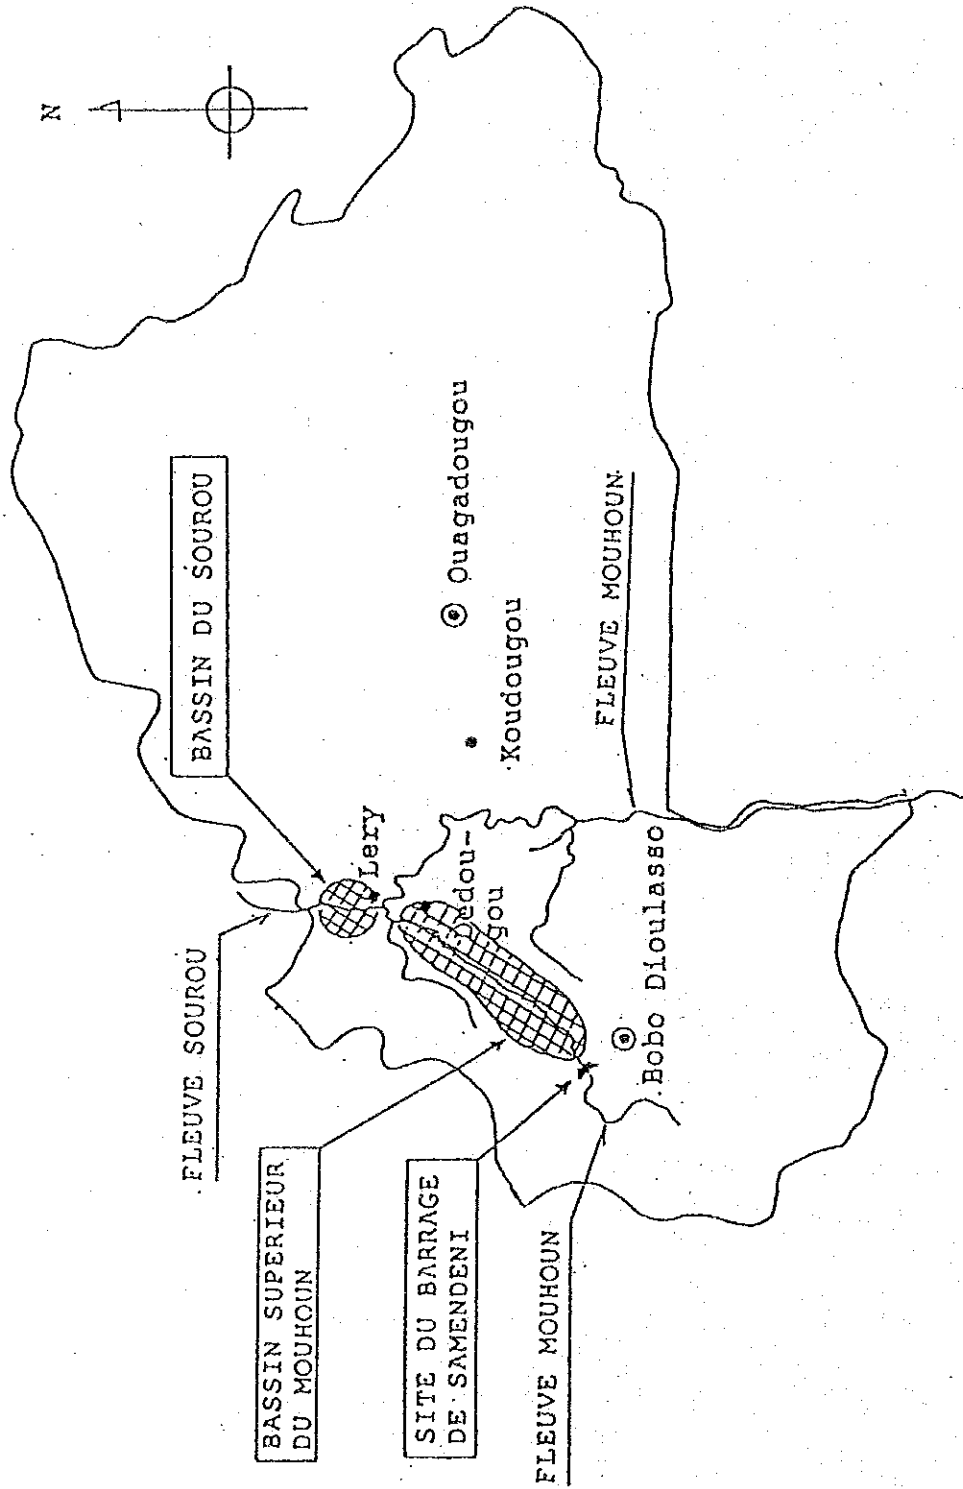 N
FLEUVE SOUROU
BASSIN DU SOUROU
BASSIN SUPERIEUR
DU MOUHOUN
Lery
SITE DU BARRAGE
DE SAMENDENI
Ouagadougou
gou
Koudougou
FLEUVE MOUHOUN
FLEUVE MOUHOUN
Bobo Dioulasso